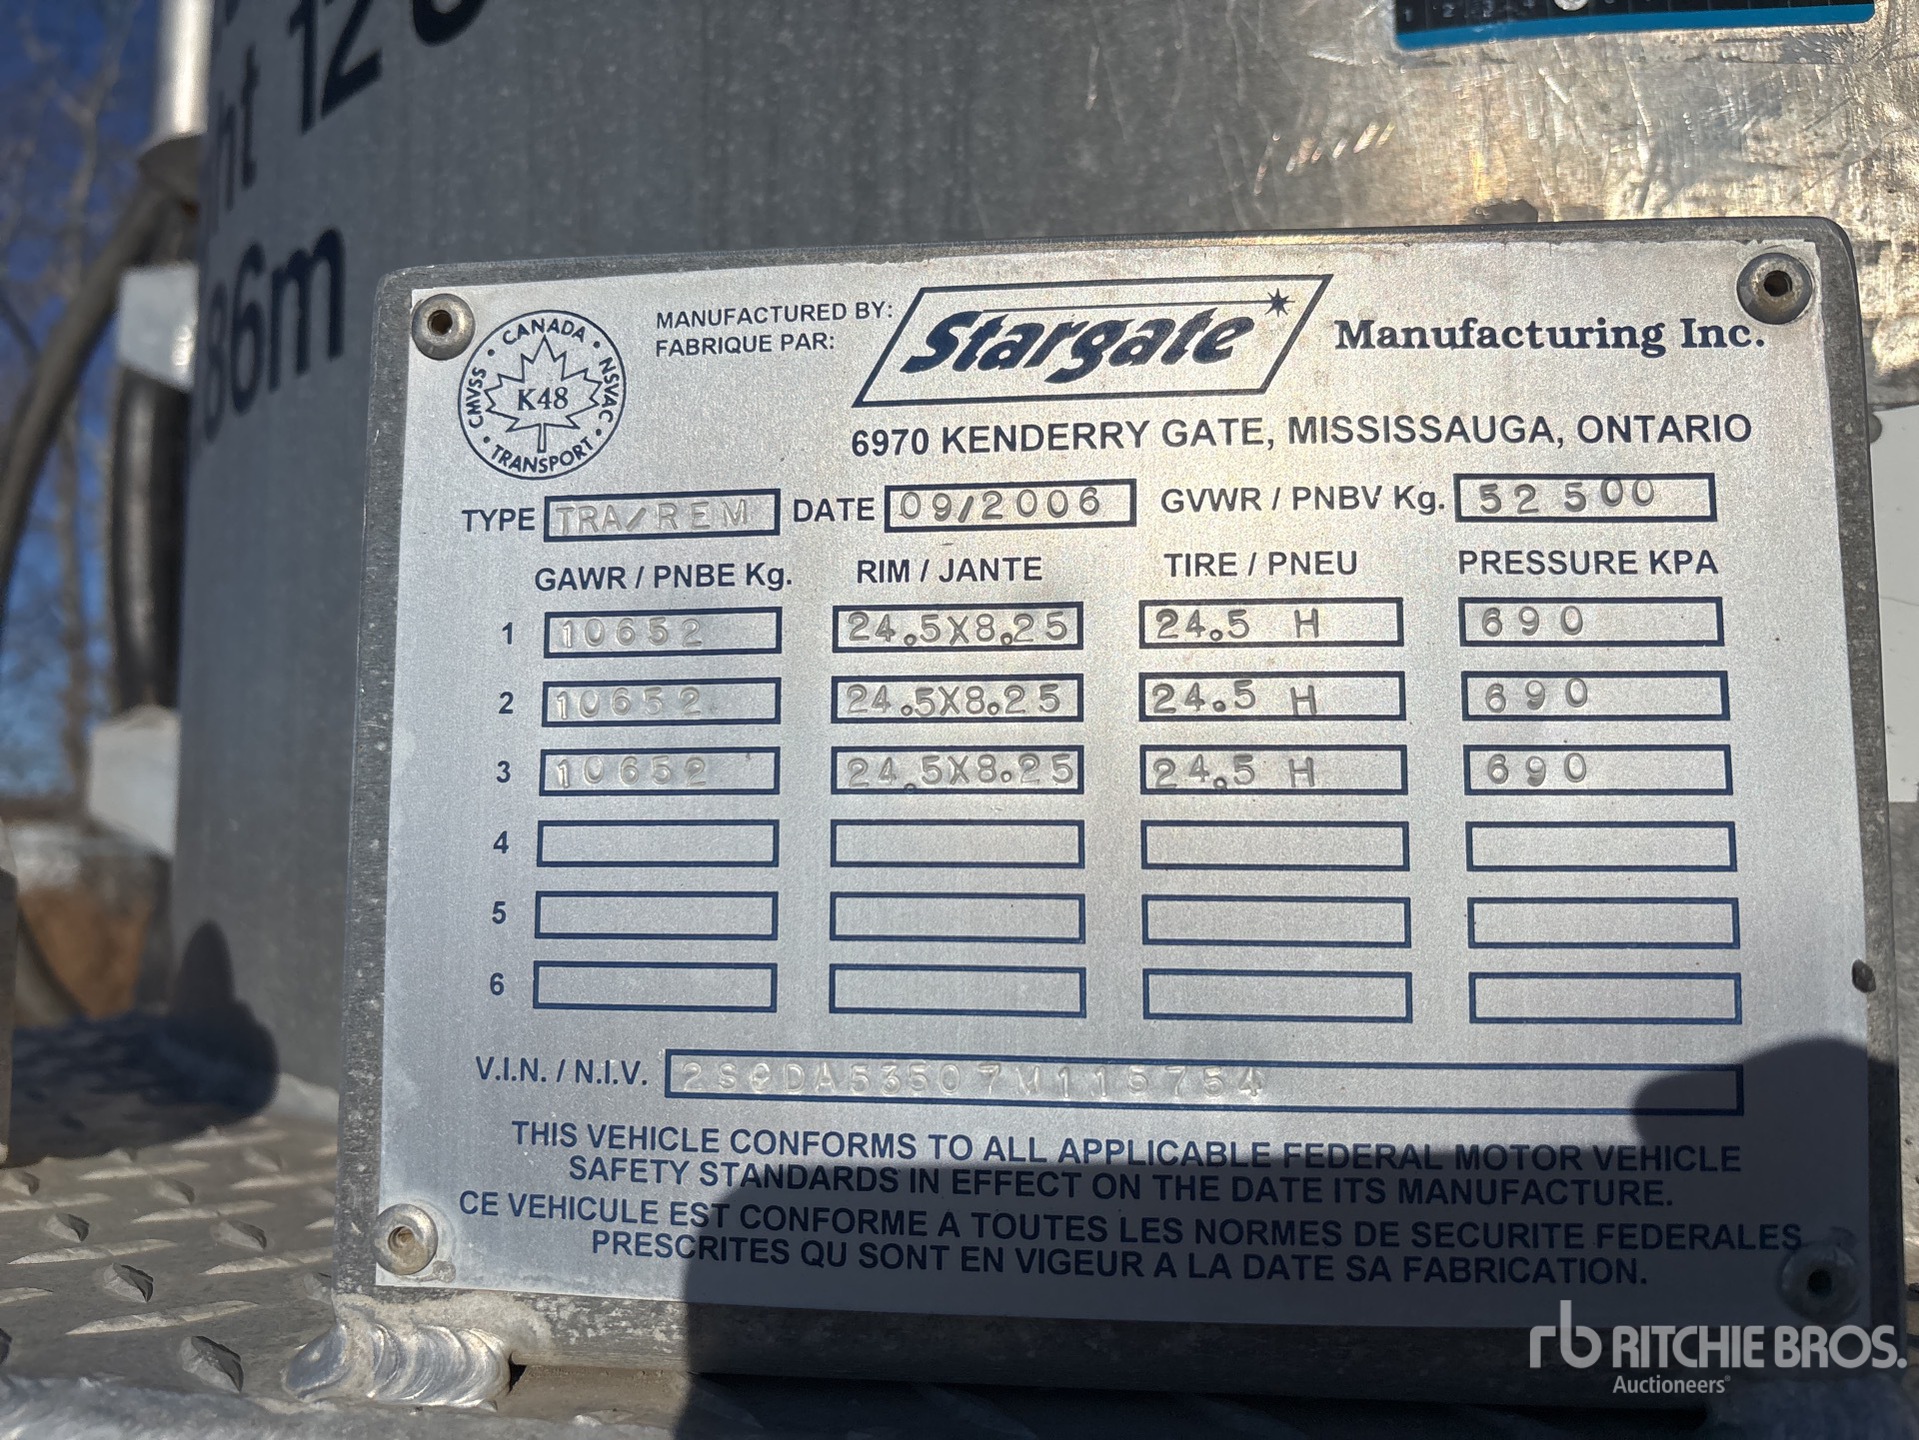 12
86m
CANADA · NSVAC · TRANSPORT · CMVSS
K48
MANUFACTURED BY:
FABRIQUE PAR:
Stargate Manufacturing Inc.
6970 KENDERRY GATE, MISSISSAUGA, ONTARIO
TYPE TRA/REM DATE 09/2006 GVWR / PNBV Kg. 52 500
GAWR / PNBE Kg. RIM / JANTE TIRE / PNEU PRESSURE KPA
1 10652 24.5X8.25 24.5 H 690
2 10652 24.5X8.25 24.5 H 690
3 10652 24.5X8.25 24.5 H 690
4
5
6
V.I.N. / N.I.V. 2S9DA53507M115754
THIS VEHICLE CONFORMS TO ALL APPLICABLE FEDERAL MOTOR VEHICLE
SAFETY STANDARDS IN EFFECT ON THE DATE ITS MANUFACTURE.
CE VEHICULE EST CONFORME A TOUTES LES NORMES DE SECURITE FEDERALES
PRESCRITES QU SONT EN VIGEUR A LA DATE SA FABRICATION.
rb RITCHIE BROS.
Auctioneers